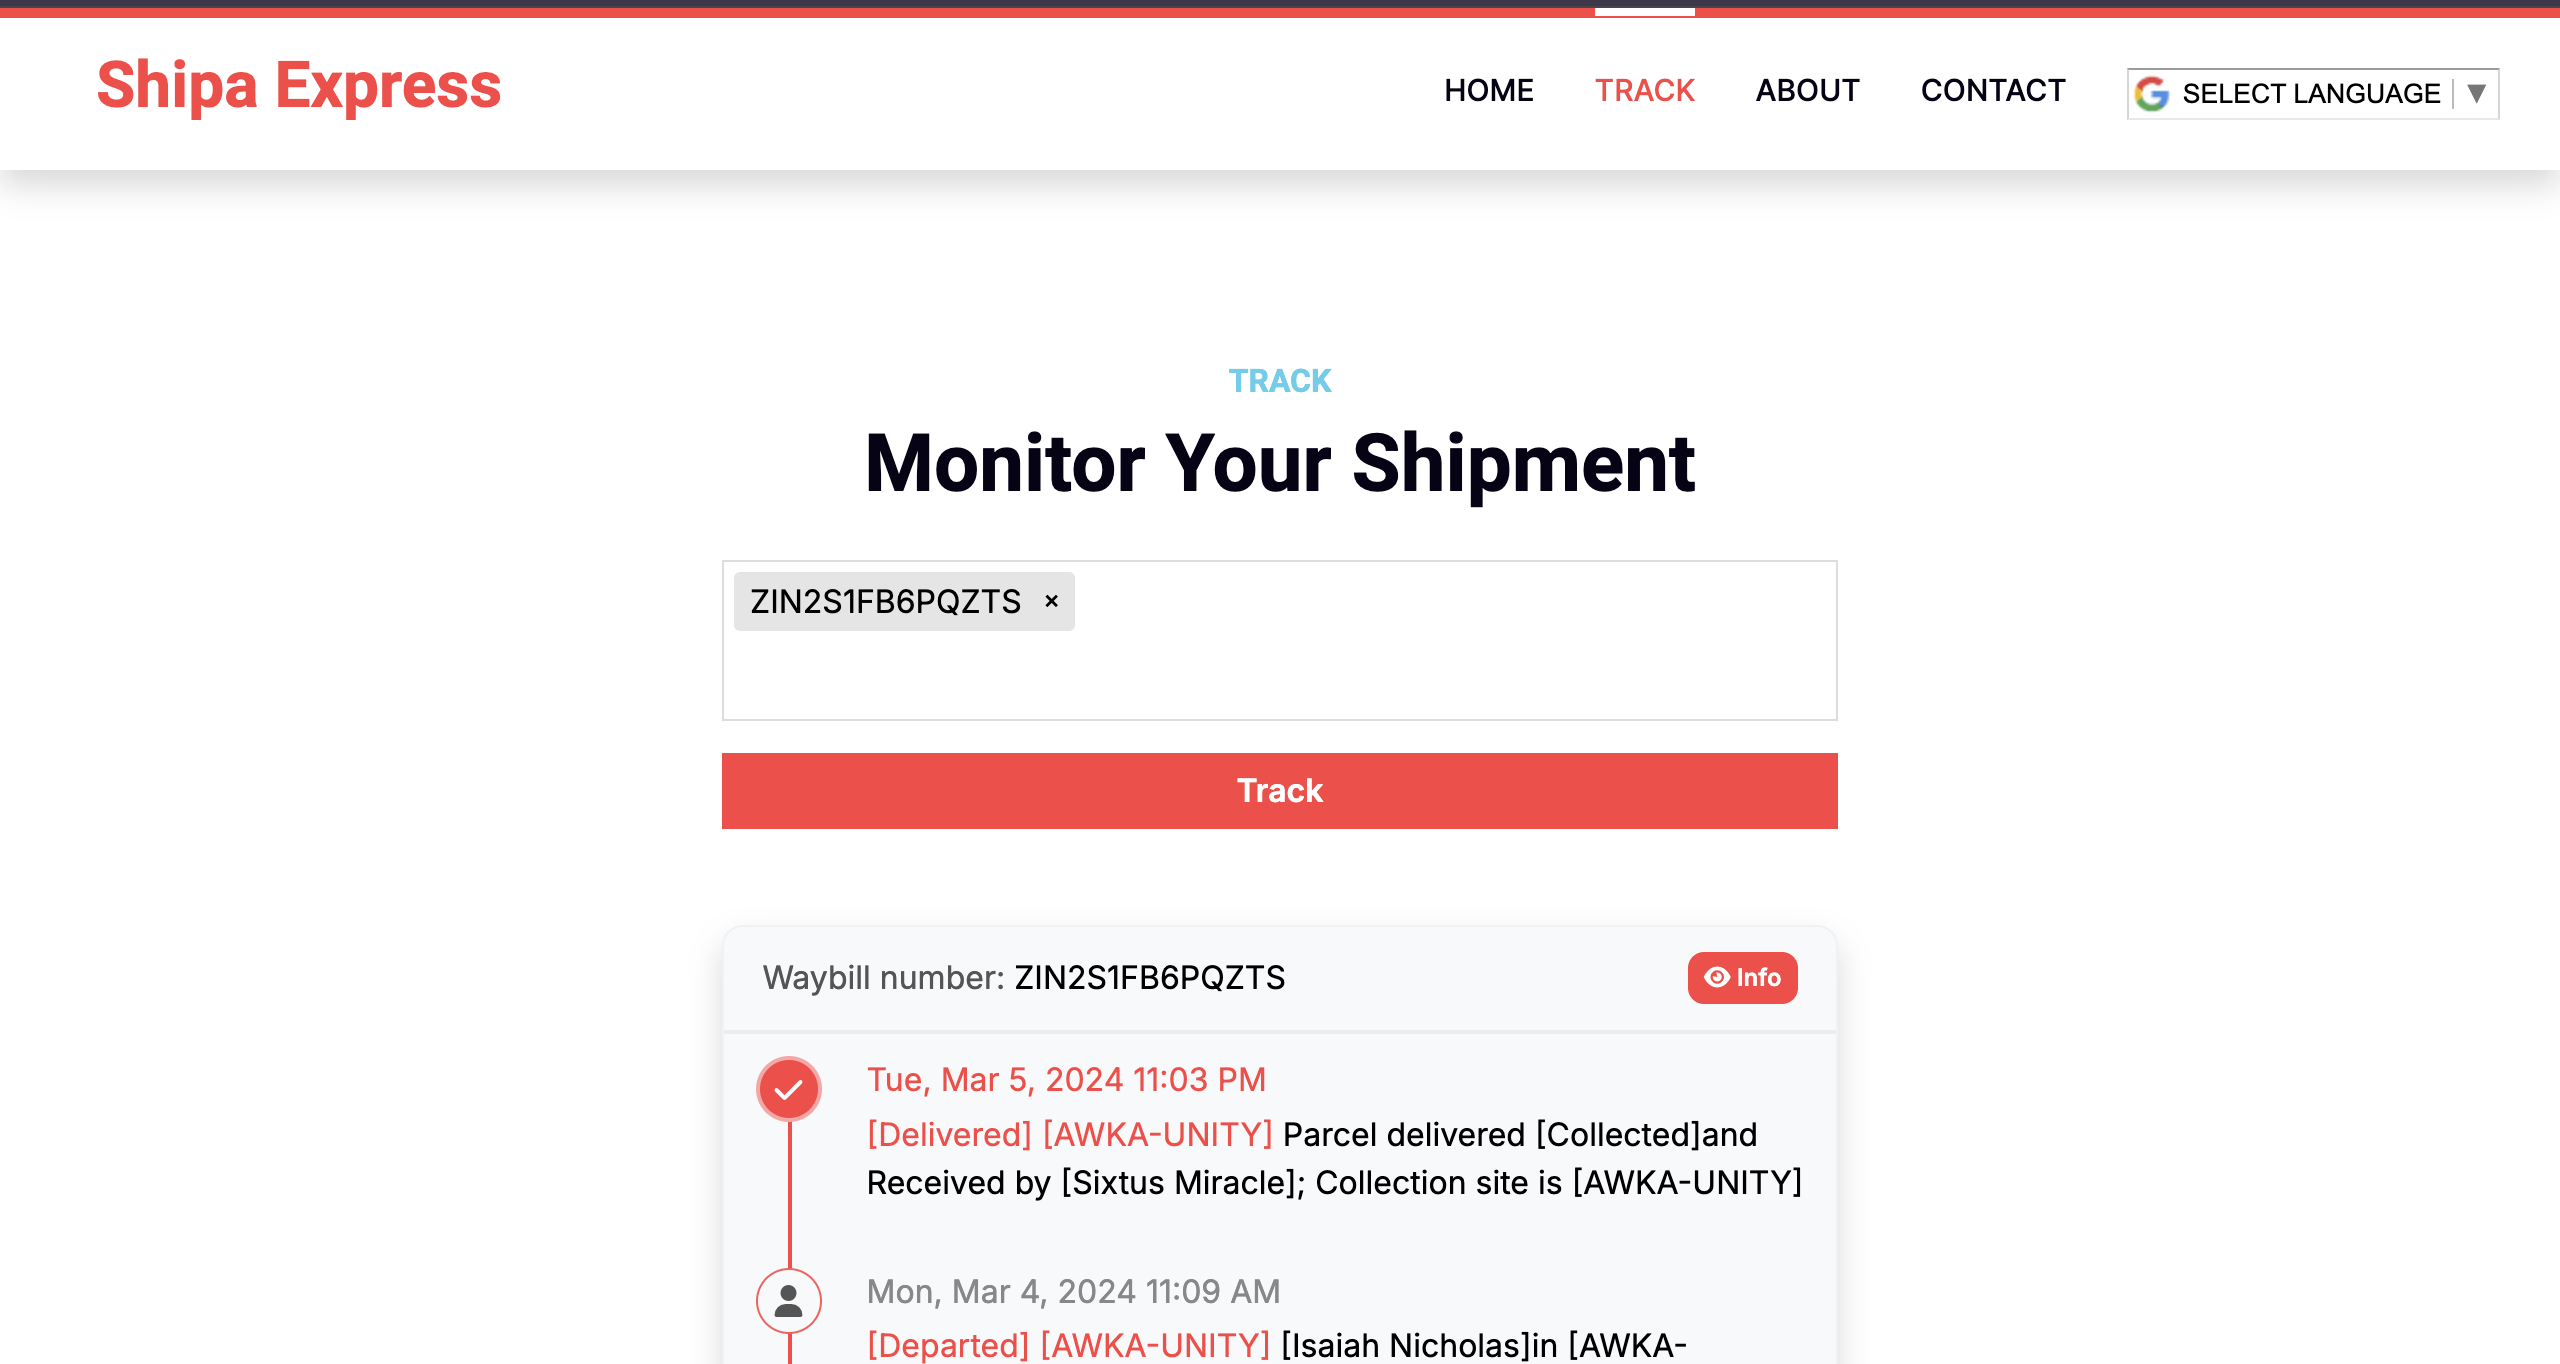 Shipa Express
HOME TRACK ABOUT CONTACT SELECT LANGUAGE ▼
TRACK
Monitor Your Shipment
ZIN2S1FB6PQZTS ×
Track
Waybill number: ZIN2S1FB6PQZTS Info
Tue, Mar 5, 2024 11:03 PM
[Delivered] [AWKA-UNITY] Parcel delivered [Collected]and
Received by [Sixtus Miracle]; Collection site is [AWKA-UNITY]
Mon, Mar 4, 2024 11:09 AM
[Departed] [AWKA-UNITY] [Isaiah Nicholas]in [AWKA-